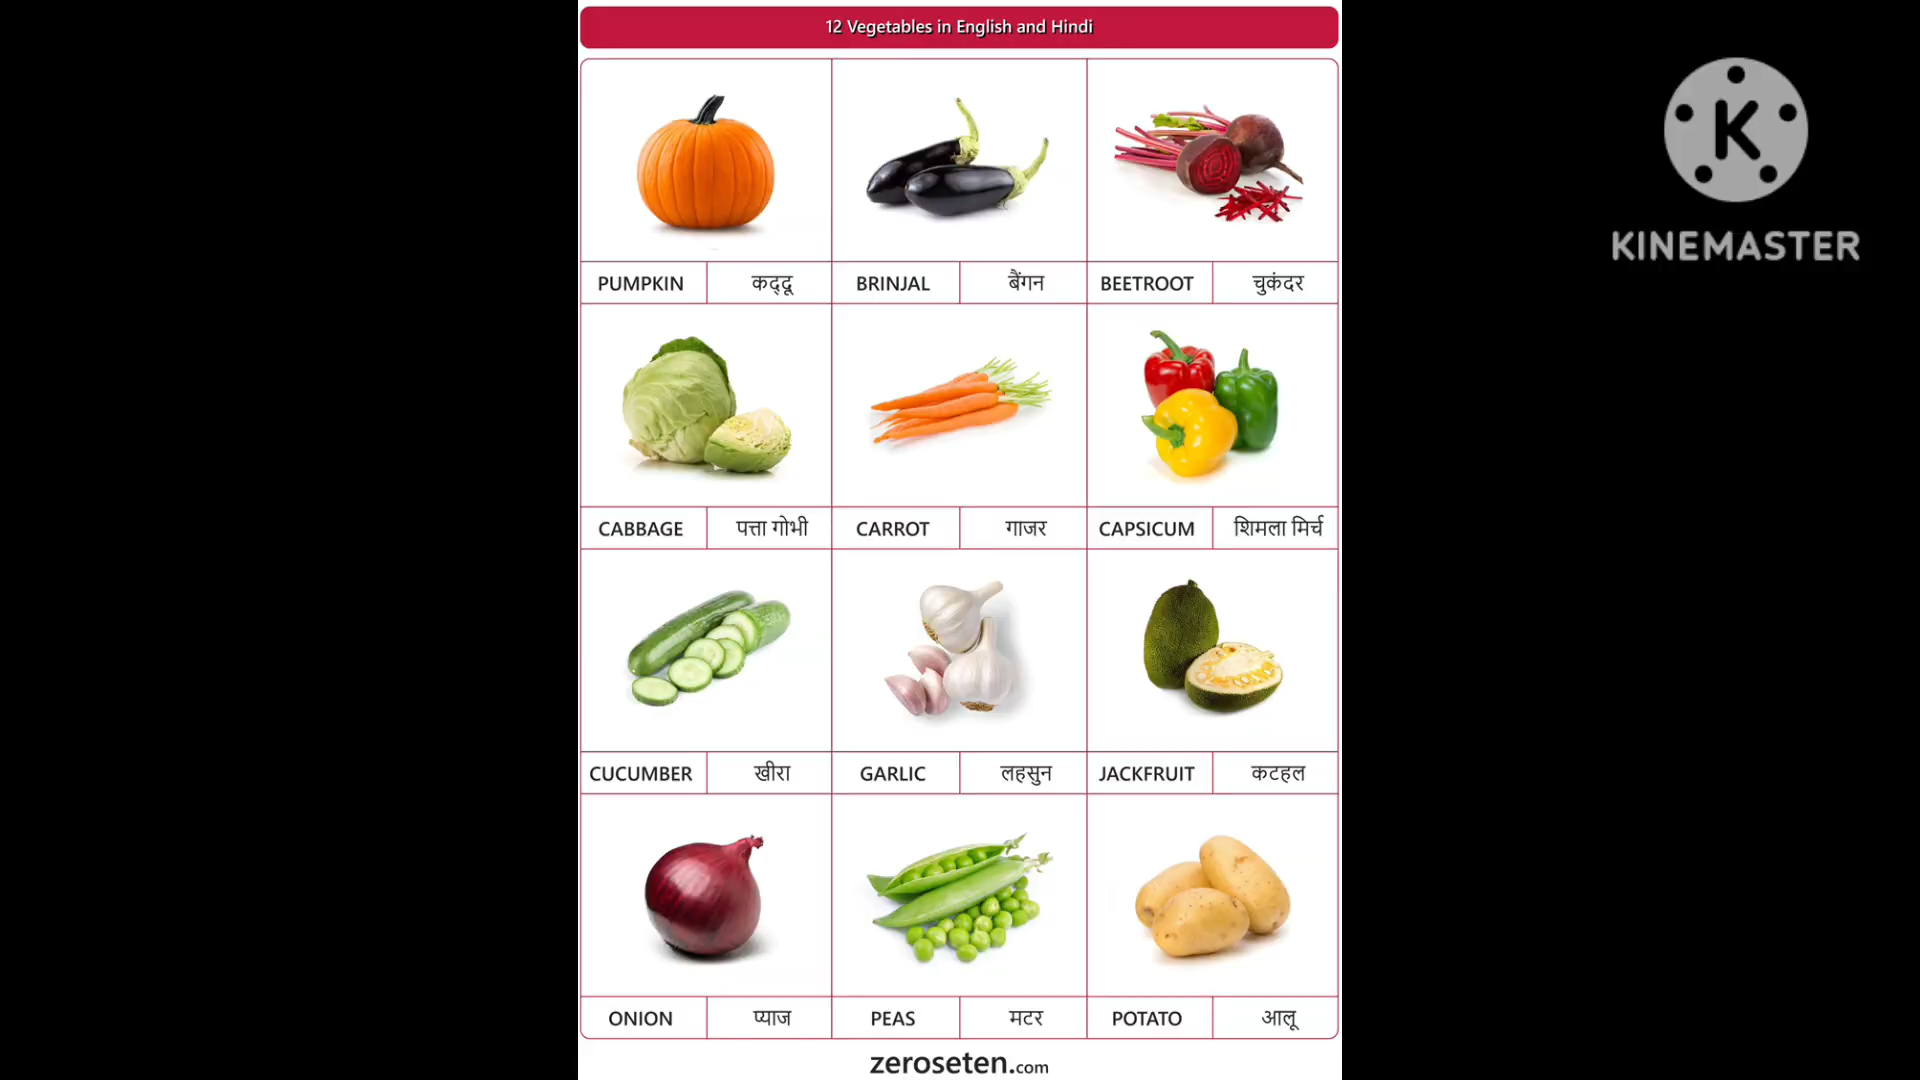 12 Vegetables in English and Hindi
PUMPKIN कद्दू BRINJAL बैंगन BEETROOT चुकंदर
CABBAGE पत्ता गोभी CARROT गाजर CAPSICUM शिमला मिर्च
CUCUMBER खीरा GARLIC लहसुन JACKFRUIT कटहल
ONION प्याज PEAS मटर POTATO आलू
zeroseten.com
K
KINEMASTER